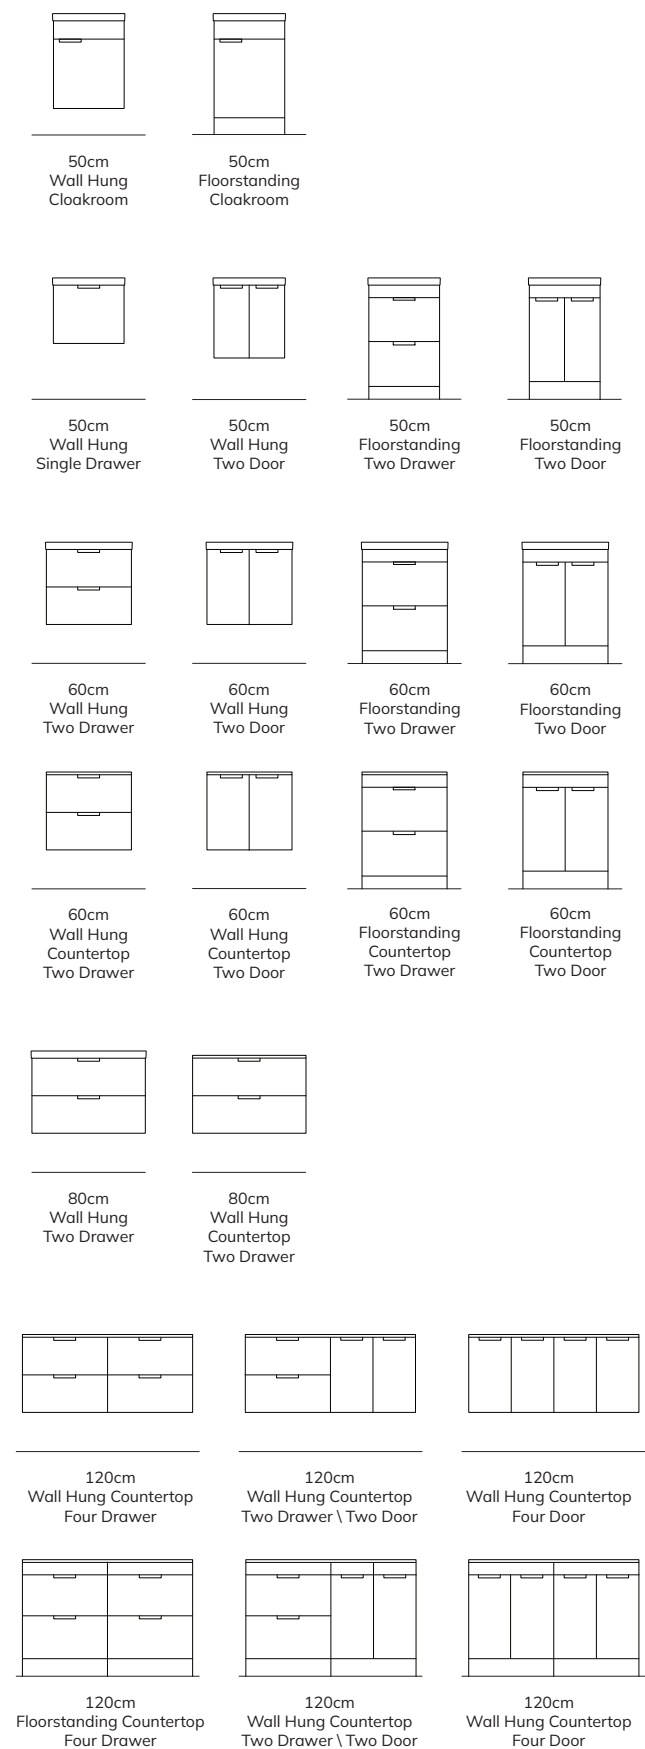 50cm
Wall Hung
Cloakroom
50cm
Floorstanding
Cloakroom
50cm
Wall Hung
Single Drawer
50cm
Wall Hung
Two Door
50cm
Floorstanding
Two Drawer
50cm
Floorstanding
Two Door
60cm
Wall Hung
Two Drawer
60cm
Wall Hung
Two Door
60cm
Floorstanding
Two Drawer
60cm
Floorstanding
Two Door
60cm
Wall Hung
Countertop
Two Drawer
60cm
Wall Hung
Countertop
Two Door
60cm
Floorstanding
Countertop
Two Drawer
60cm
Floorstanding
Countertop
Two Door
80cm
Wall Hung
Two Drawer
80cm
Wall Hung
Countertop
Two Drawer
120cm
Wall Hung Countertop
Four Drawer
120cm
Wall Hung Countertop
Two Drawer \ Two Door
120cm
Wall Hung Countertop
Four Door
120cm
Floorstanding Countertop
Four Drawer
120cm
Wall Hung Countertop
Two Drawer \ Two Door
120cm
Wall Hung Countertop
Four Door